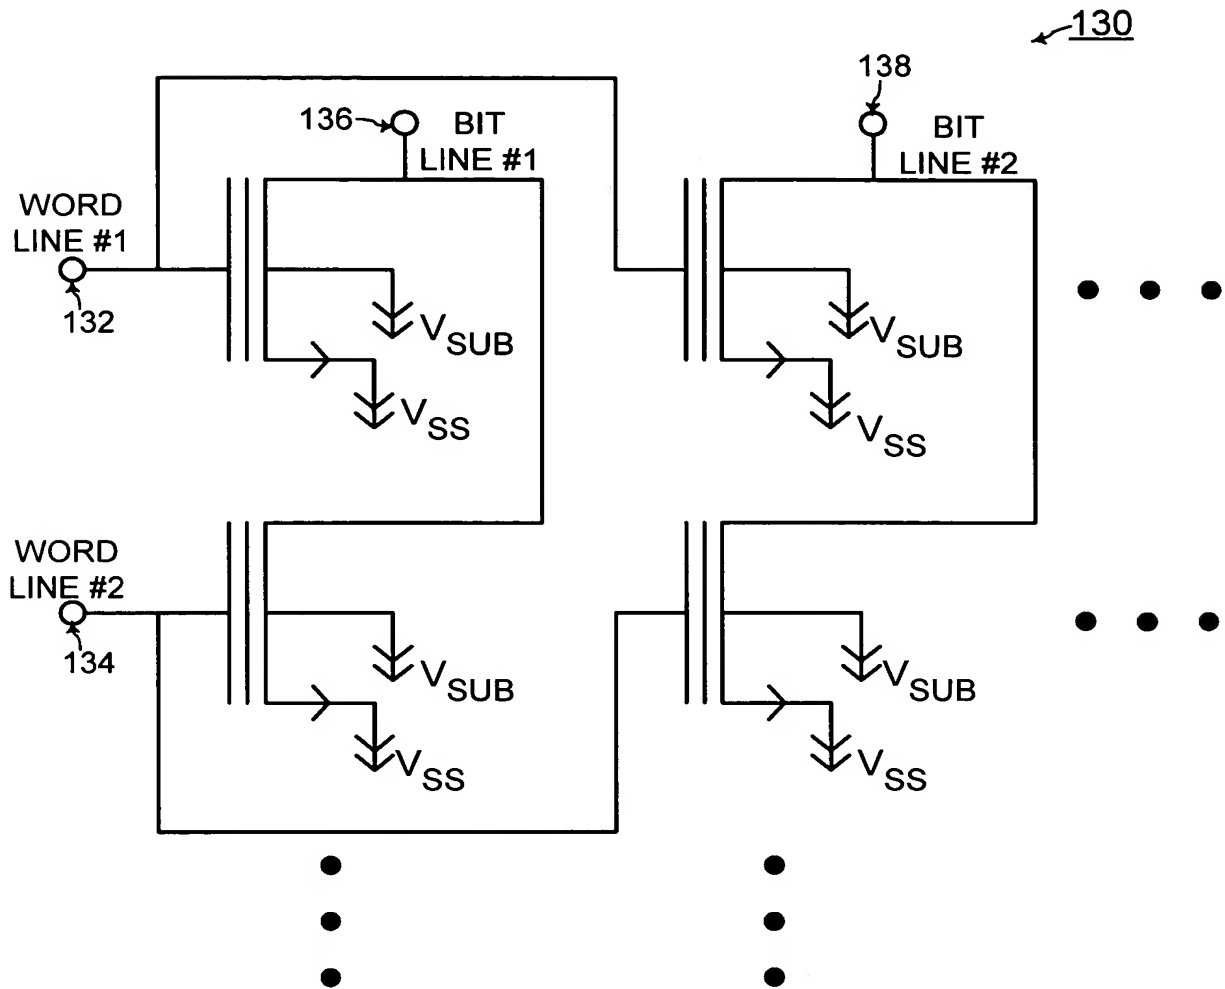 130
138
136
BIT
LINE #1
BIT
LINE #2
WORD
LINE #1
132
VSUB
VSUB
VSS
VSS
WORD
LINE #2
134
VSUB
VSUB
VSS
VSS